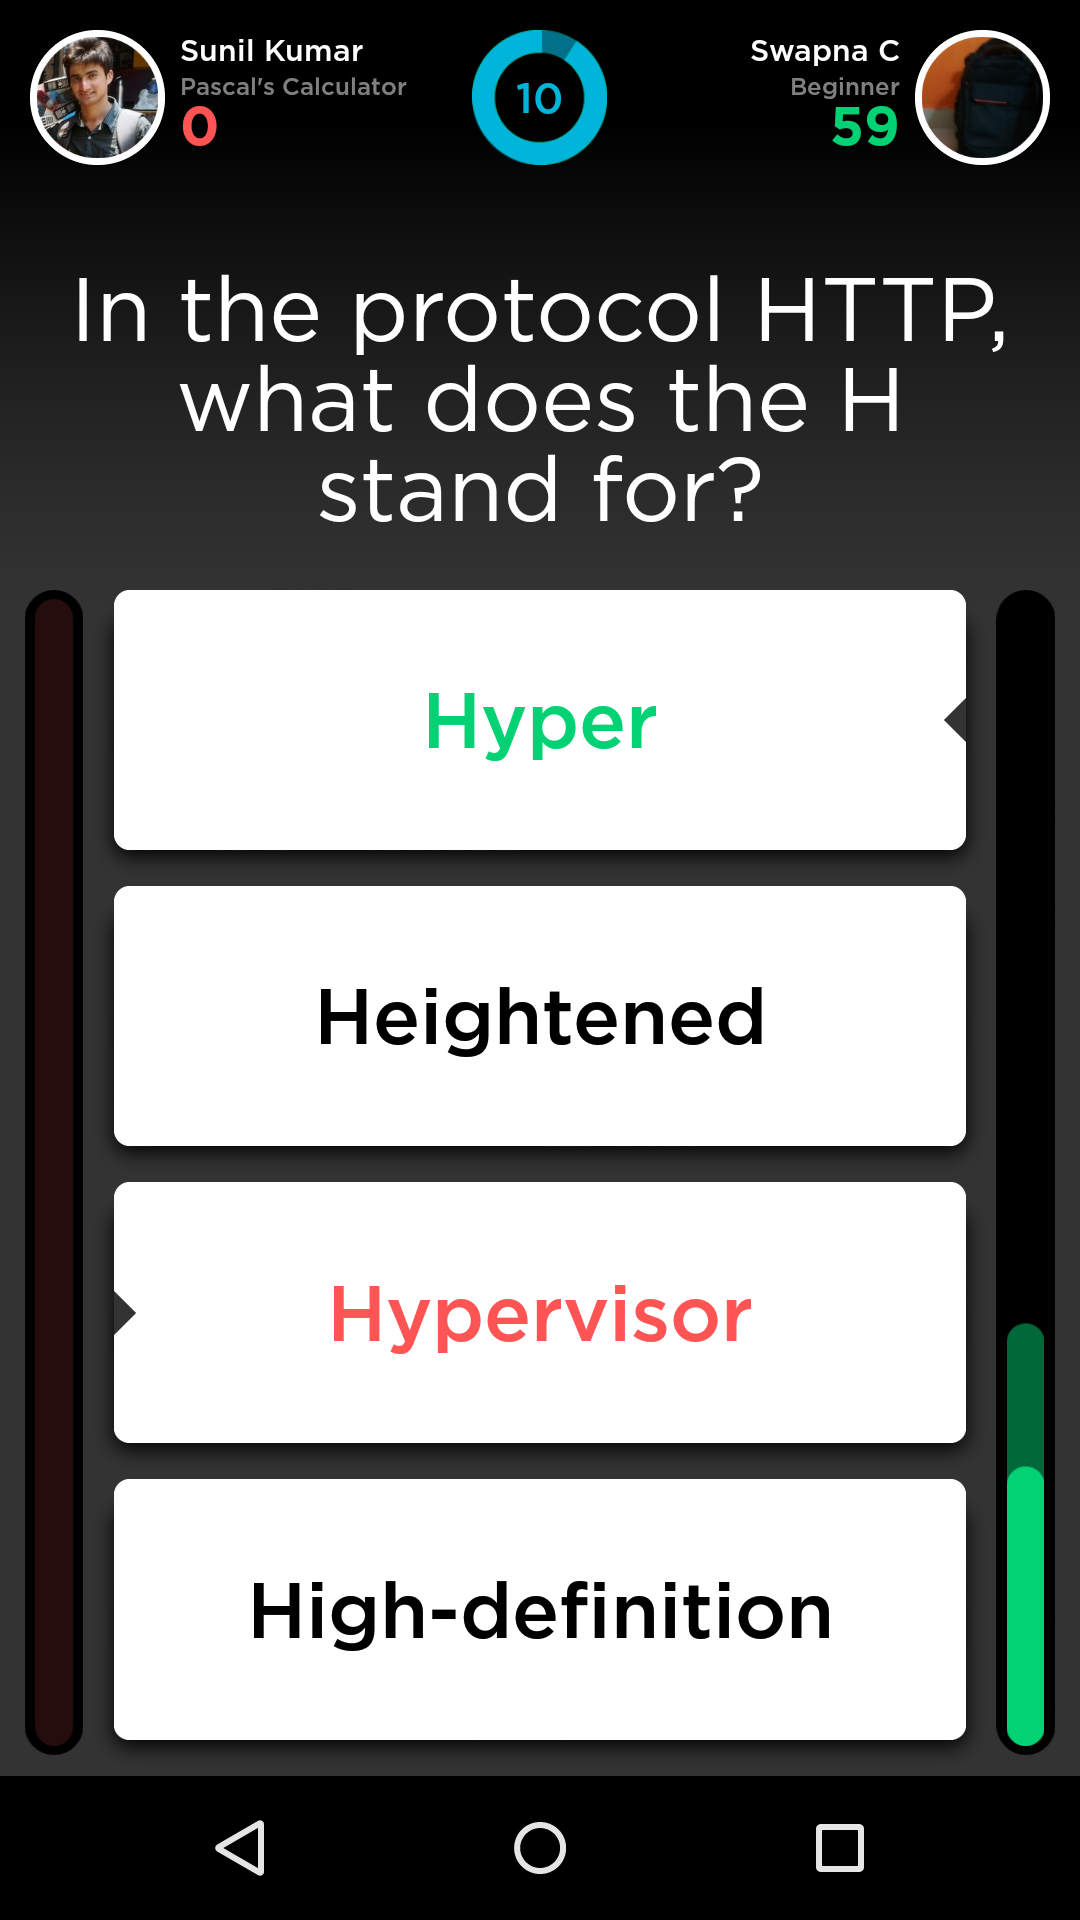 Sunil Kumar
Pascal's Calculator
0
10
Swapna C
Beginner
59
In the protocol HTTP,
what does the H
stand for?
Hyper
Heightened
Hypervisor
High-definition